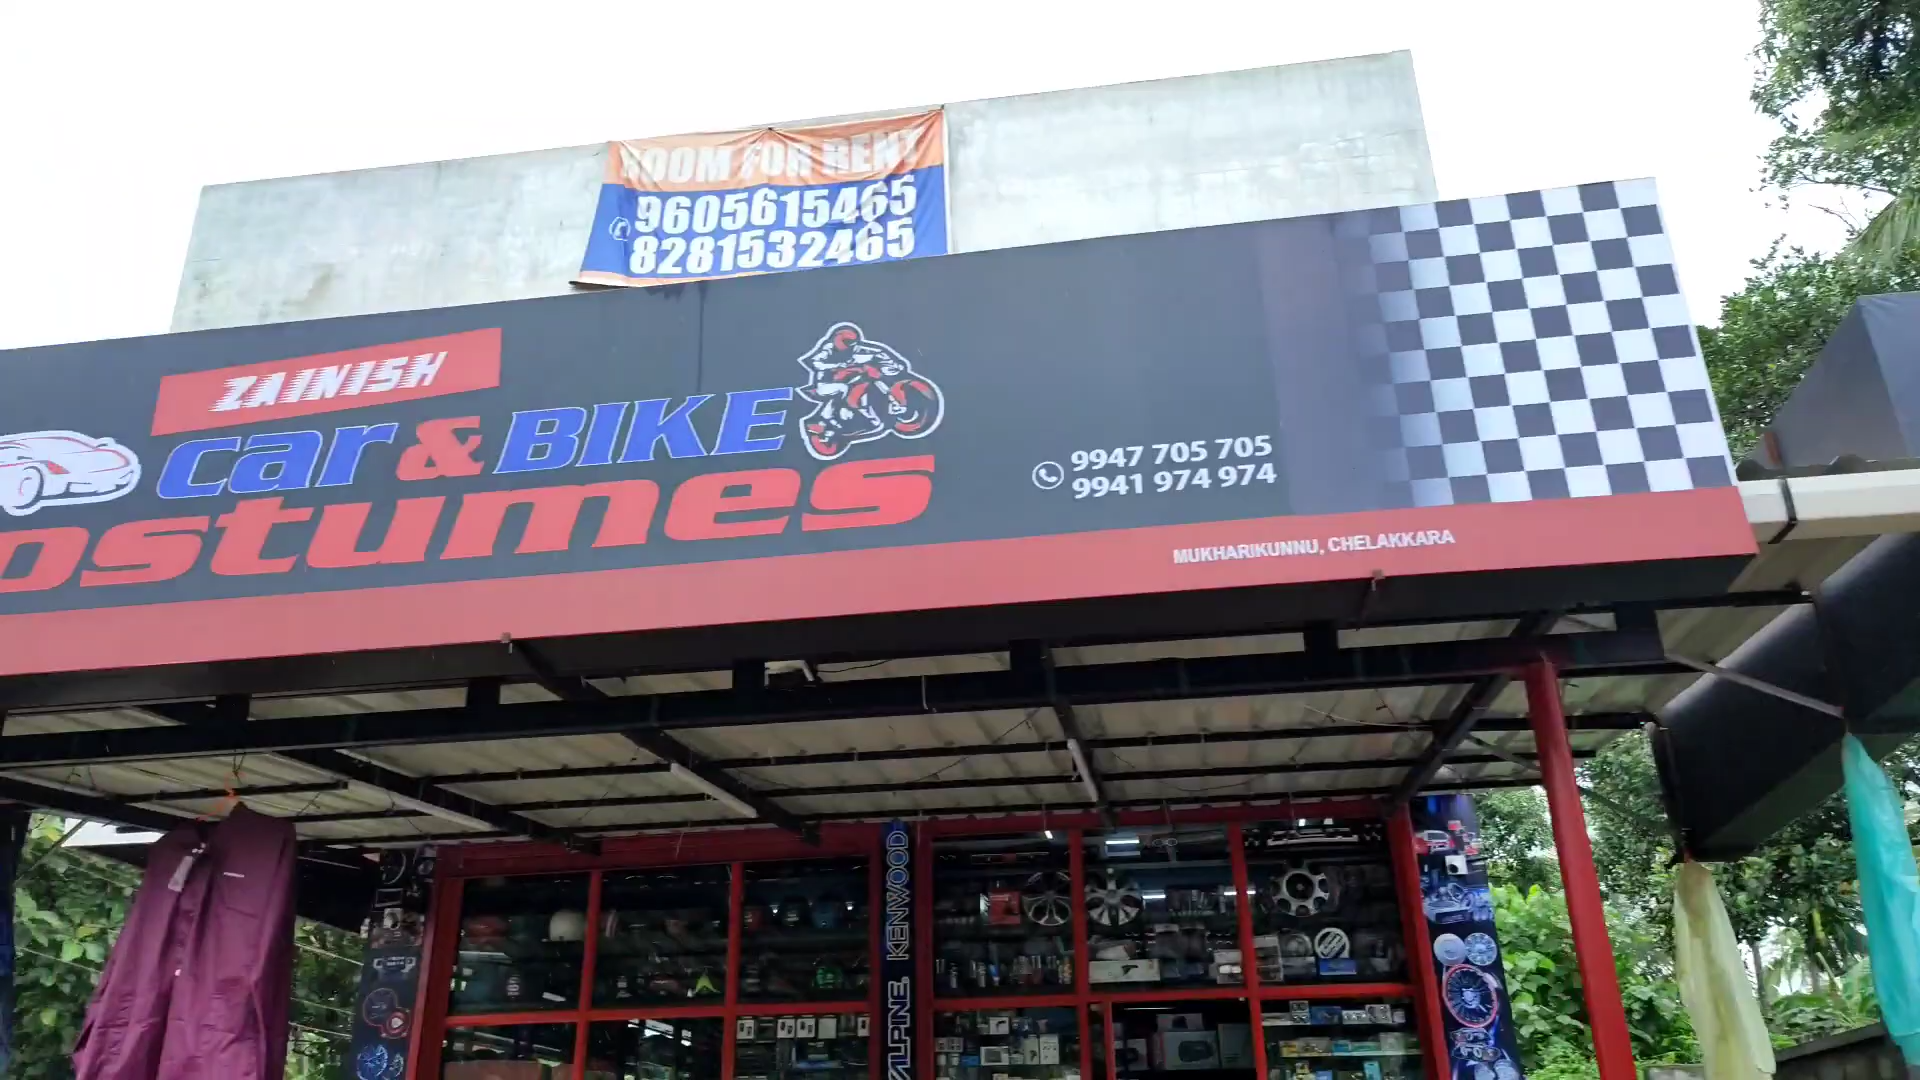 ROOM FOR RENT
9605615465
8281532465
ZAINISH
car & BIKE
ostumes
9947 705 705
9941 974 974
MUKHARIKUNNU, CHELAKKARA
KENWOOD
ALPINE